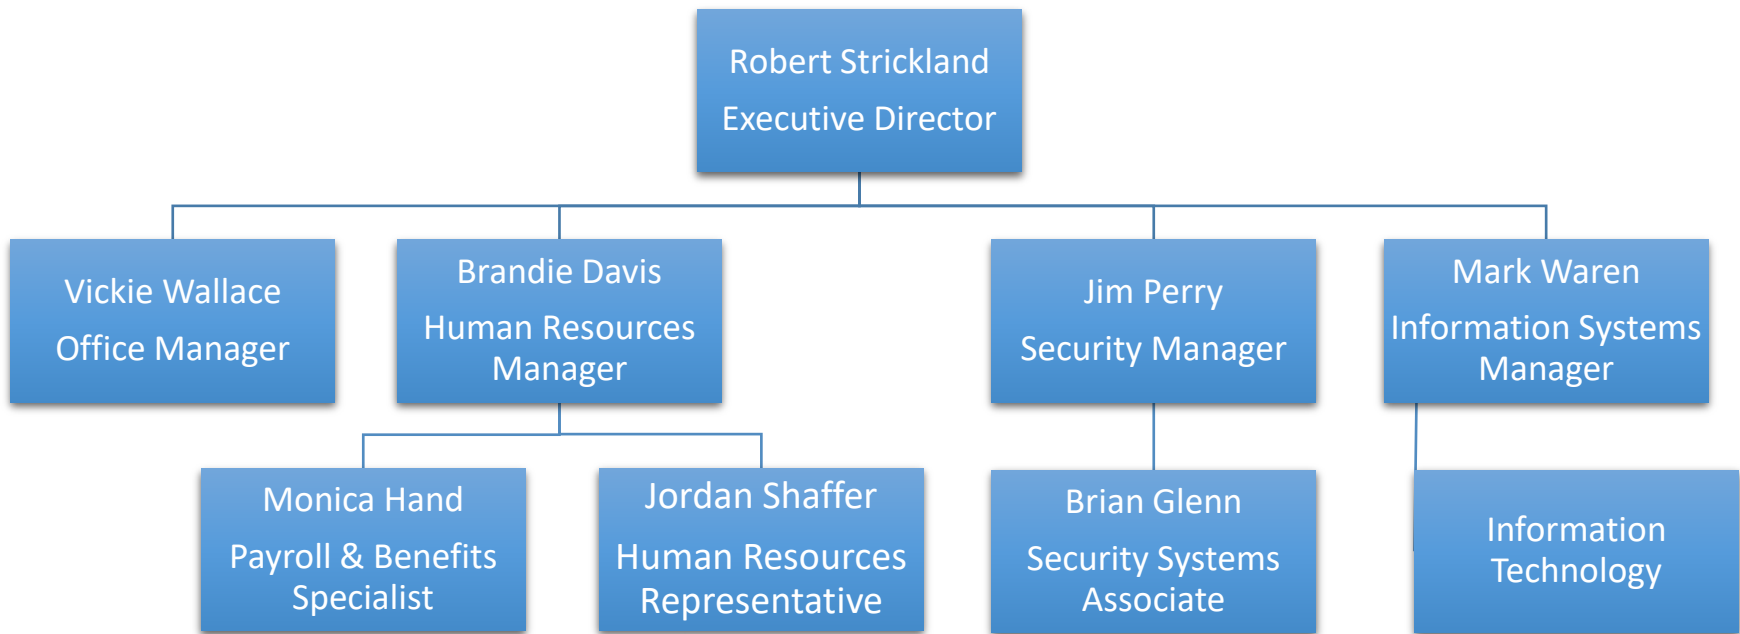 Robert Strickland
Executive Director
Vickie Wallace
Office Manager
Brandie Davis
Human Resources
Manager
Jim Perry
Security Manager
Mark Waren
Information Systems
Manager
Monica Hand
Payroll & Benefits
Specialist
Jordan Shaffer
Human Resources
Representative
Brian Glenn
Security Systems
Associate
Information
Technology